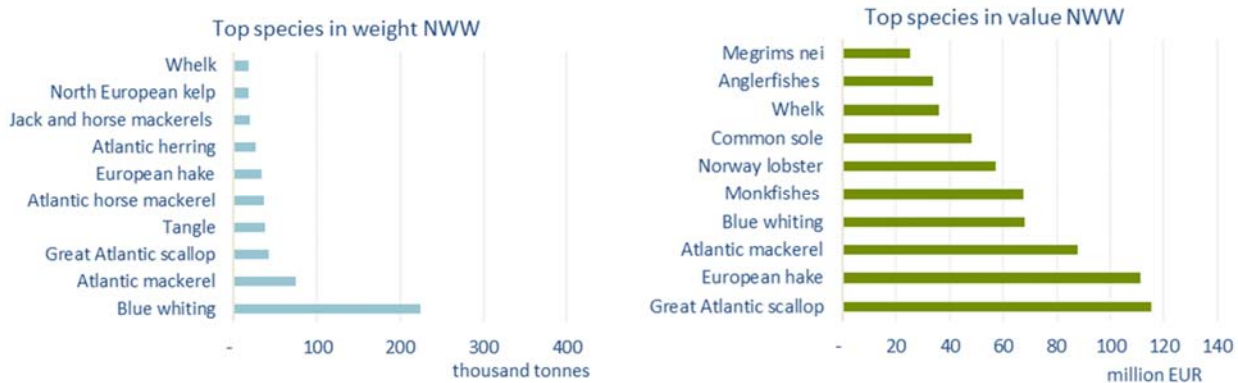 Top species in weight NWW
Whelk
North European kelp
Jack and horse mackerels
Atlantic herring
European hake
Atlantic horse mackerel
Tangle
Great Atlantic scallop
Atlantic mackerel
Blue whiting
- 100 200 300 400
thousand tonnes
Top species in value NWW
Megrims nei
Anglerfishes
Whelk
Common sole
Norway lobster
Monkfishes
Blue whiting
Atlantic mackerel
European hake
Great Atlantic scallop
- 20 40 60 80 100 120 140
million EUR